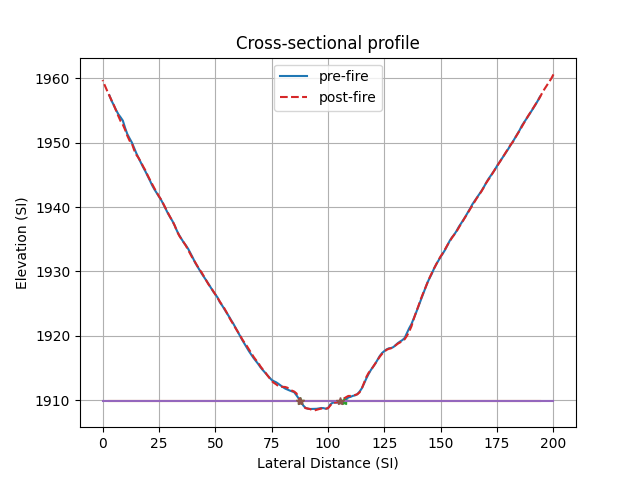 Cross-sectional profile
pre-fire
post-fire
1960
1950
1940
1930
1920
1910
Elevation (SI)
0 25 50 75 100 125 150 175 200
Lateral Distance (SI)